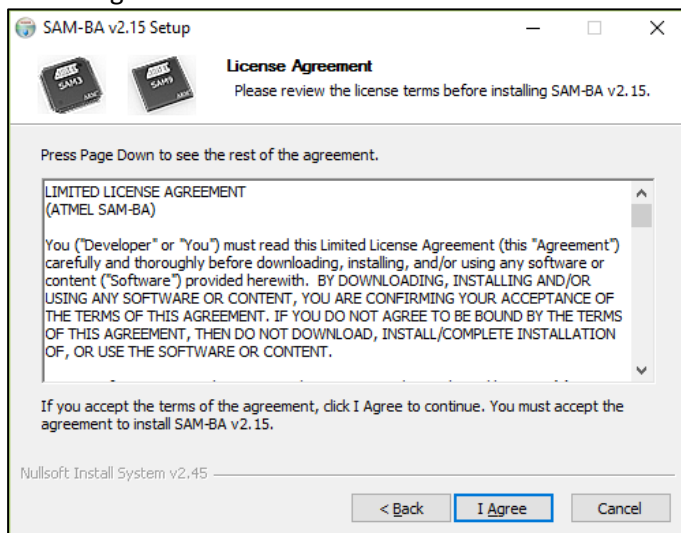 SAM-BA v2.15 Setup
ATMEL
SAM3
ATMEL
SAM9
License Agreement
Please review the license terms before installing SAM-BA v2.15.
Press Page Down to see the rest of the agreement.
LIMITED LICENSE AGREEMENT
(ATMEL SAM-BA)
You ("Developer" or "You") must read this Limited License Agreement (this "Agreement")
carefully and thoroughly before downloading, installing, and/or using any software or
content ("Software") provided herewith.  BY DOWNLOADING, INSTALLING AND/OR
USING ANY SOFTWARE OR CONTENT, YOU ARE CONFIRMING YOUR ACCEPTANCE OF
THE TERMS OF THIS AGREEMENT. IF YOU DO NOT AGREE TO BE BOUND BY THE TERMS
OF THIS AGREEMENT, THEN DO NOT DOWNLOAD, INSTALL/COMPLETE INSTALLATION
OF, OR USE THE SOFTWARE OR CONTENT.
If you accept the terms of the agreement, click I Agree to continue. You must accept the
agreement to install SAM-BA v2.15.
Nullsoft Install System v2.45
< Back
I Agree
Cancel